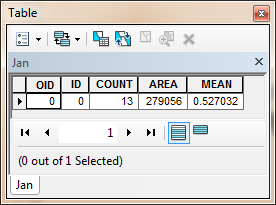 Table
Jan
OID ID COUNT AREA MEAN
0 0 13 279056 0.527032
1
(0 out of 1 Selected)
Jan